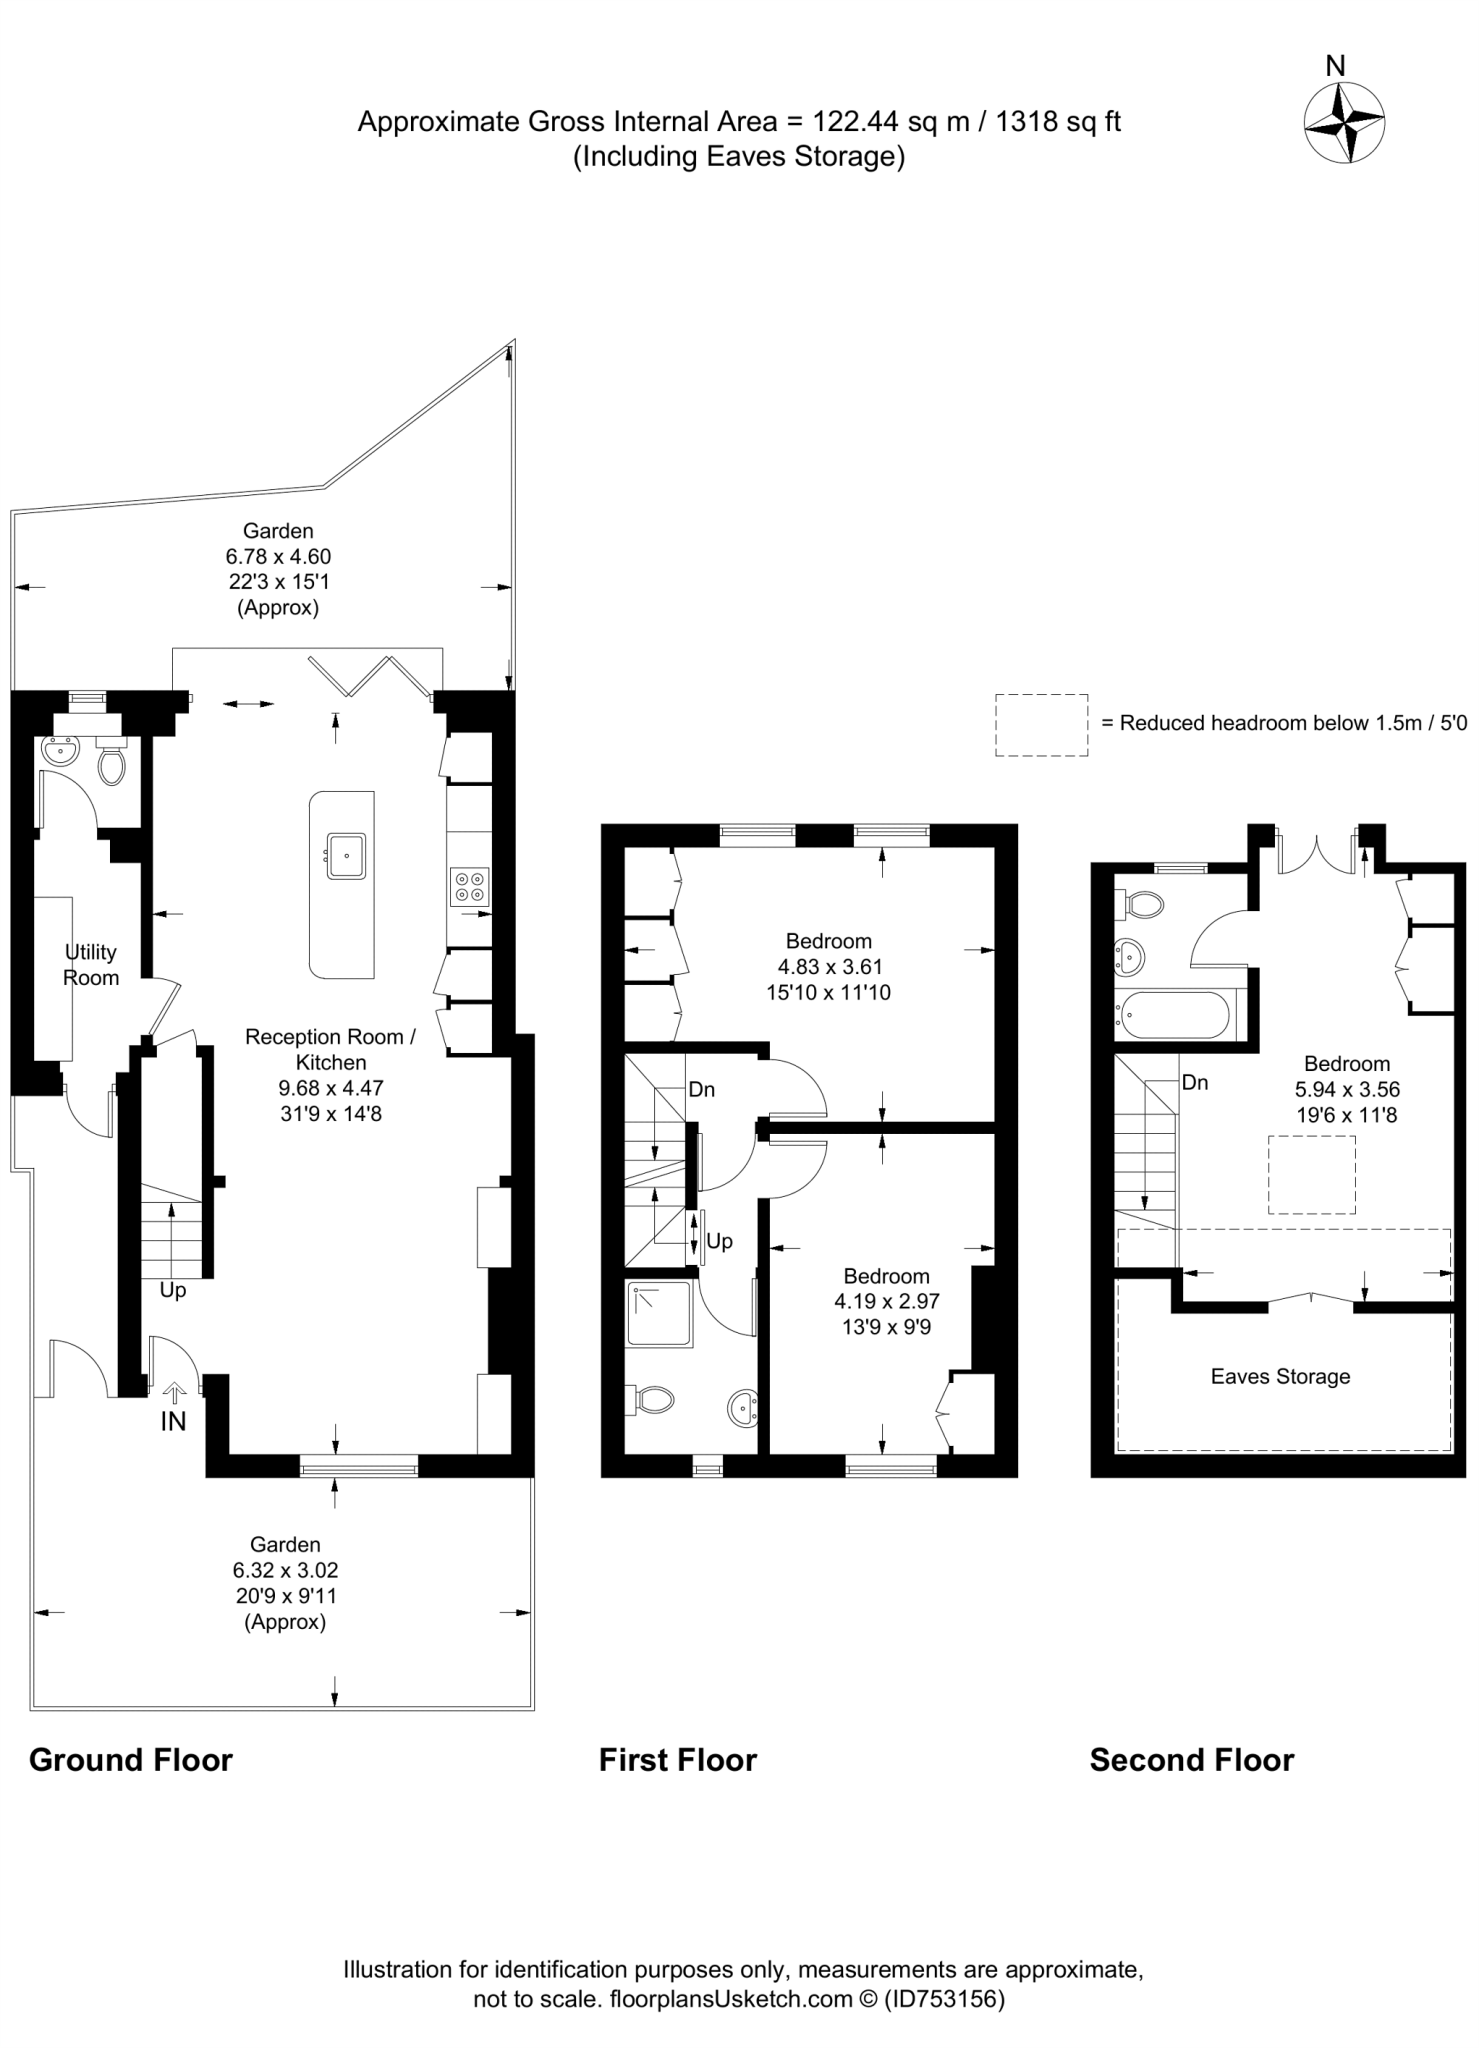 N
Approximate Gross Internal Area = 122.44 sq m / 1318 sq ft
(Including Eaves Storage)
Garden
6.78 x 4.60
22'3 x 15'1
(Approx)
= Reduced headroom below 1.5m / 5'0
Utility
Room
Reception Room /
Kitchen
9.68 x 4.47
31'9 x 14'8
Up
IN
Garden
6.32 x 3.02
20'9 x 9'11
(Approx)
Ground Floor
Bedroom
4.83 x 3.61
15'10 x 11'10
Dn
Up
Bedroom
4.19 x 2.97
13'9 x 9'9
First Floor
Bedroom
5.94 x 3.56
19'6 x 11'8
Dn
Eaves Storage
Second Floor
Illustration for identification purposes only, measurements are approximate,
not to scale. floorplansUsketch.com © (ID753156)